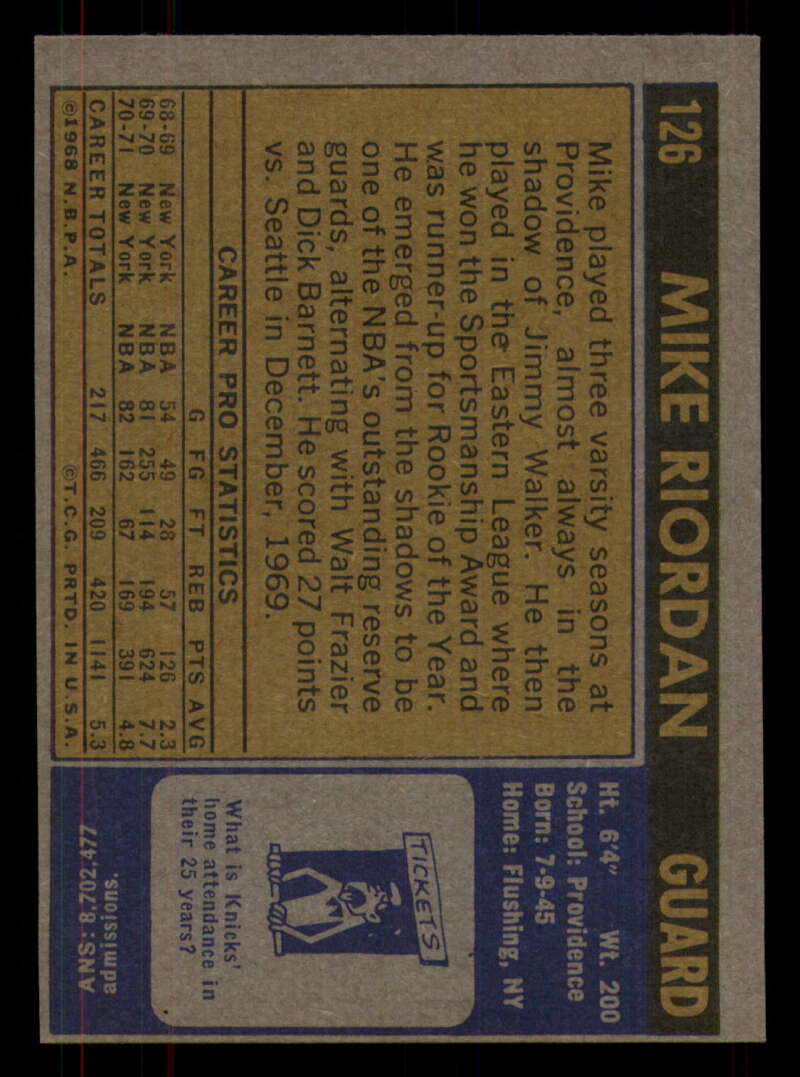 126 MIKE RIORDAN GUARD
Mike played three varsity seasons at
Providence, almost always in the
shadow of Jimmy Walker. He then
played in the Eastern League where
he won the Sportsmanship Award and
was runner-up for Rookie of the Year.
He emerged from the shadows to be
one of the NBA's outstanding reserve
guards, alternating with Walt Frazier
and Dick Barnett. He scored 27 points
vs. Seattle in December, 1969.
CAREER PRO STATISTICS
G FG FT REB PTS AVG
68-69 New York NBA 54 49 28 57 126 2.3
69-70 New York NBA 81 255 114 194 624 7.7
70-71 New York NBA 82 162 67 169 391 4.8
CAREER TOTALS 217 466 209 420 1141 5.3
©1968 N.B.P.A. ©T.C.G. PRTD. IN U.S.A.
Ht. 6'4" Wt. 200
School: Providence
Born: 7-9-45
Home: Flushing, NY
TICKETS
What is Knicks'
home attendance in
their 25 years?
ANS: 8,702,477
admissions.